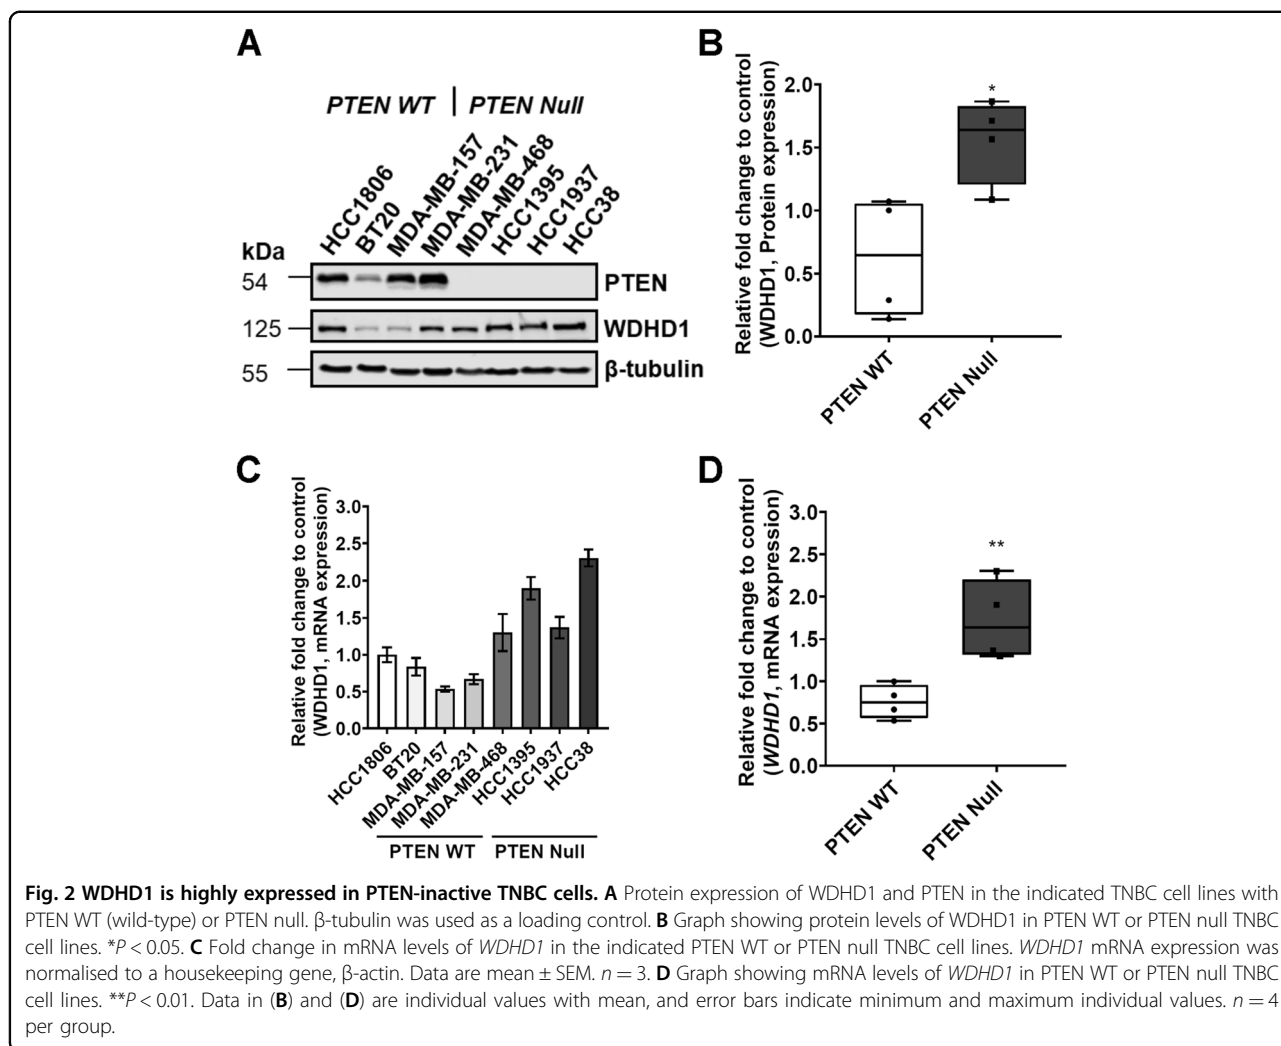 A
PTEN WT | PTEN Null
HCC1806
BT20
MDA-MB-157
MDA-MB-231
MDA-MB-468
HCC1395
HCC1937
HCC38
kDa
54
PTEN
125
WDHD1
55
β-tubulin
B
Relative fold change to control
(WDHD1, Protein expression)
2.0
1.5
1.0
0.5
0.0
*
PTEN WT
PTEN Null
C
Relative fold change to control
(WDHD1, mRNA expression)
3.0
2.5
2.0
1.5
1.0
0.5
0.0
HCC1806
BT20
MDA-MB-157
MDA-MB-231
MDA-MB-468
HCC1395
HCC1937
HCC38
PTEN WT
PTEN Null
D
Relative fold change to control
(WDHD1, mRNA expression)
3.0
2.5
2.0
1.5
1.0
0.5
0.0
**
PTEN WT
PTEN Null
Fig. 2 WDHD1 is highly expressed in PTEN-inactive TNBC cells. A Protein expression of WDHD1 and PTEN in the indicated TNBC cell lines with
PTEN WT (wild-type) or PTEN null. β-tubulin was used as a loading control. B Graph showing protein levels of WDHD1 in PTEN WT or PTEN null TNBC
cell lines. *P < 0.05. C Fold change in mRNA levels of WDHD1 in the indicated PTEN WT or PTEN null TNBC cell lines. WDHD1 mRNA expression was
normalised to a housekeeping gene, β-actin. Data are mean ± SEM. n = 3. D Graph showing mRNA levels of WDHD1 in PTEN WT or PTEN null TNBC
cell lines. **P < 0.01. Data in (B) and (D) are individual values with mean, and error bars indicate minimum and maximum individual values. n = 4
per group.